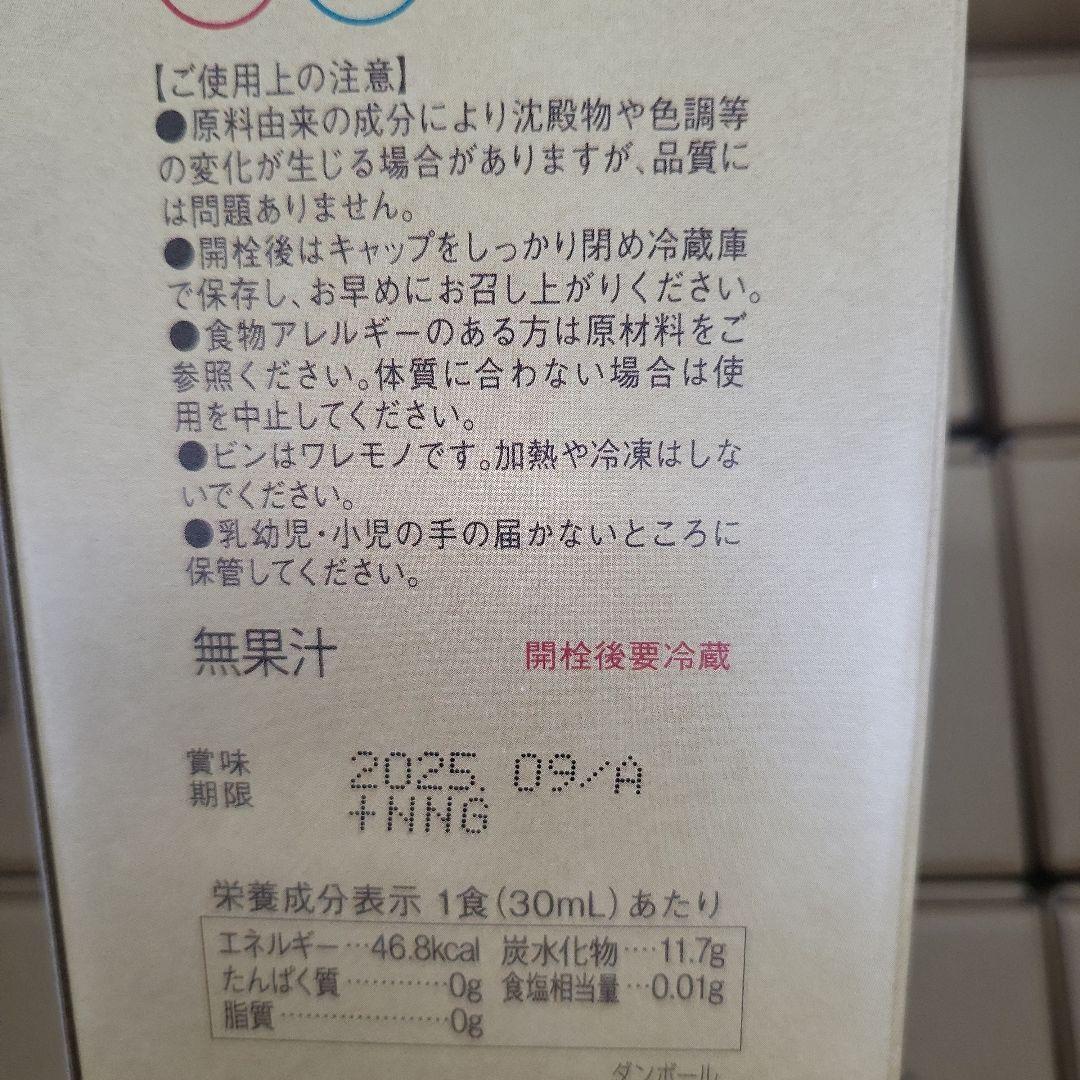 【ご使用上の注意】
●原料由来の成分により沈殿物や色調等
の変化が生じる場合がありますが、品質に
は問題ありません。
●開栓後はキャップをしっかり閉め冷蔵庫
で保存し、お早めにお召し上がりください。
●食物アレルギーのある方は原材料をご
参照ください。体質に合わない場合は使
用を中止してください。
●ビンはワレモノです。加熱や冷凍はしな
いでください。
●乳幼児・小児の手の届かないところに
保管してください。
無果汁 開栓後要冷蔵
賞味
期限
2025. 09/A
+NNG
栄養成分表示 1食(30mL)あたり
エネルギー…46.8kcal 炭水化物……11.7g
たんぱく質…………0g 食塩相当量…0.01g
脂質…………………0g
ダンボール